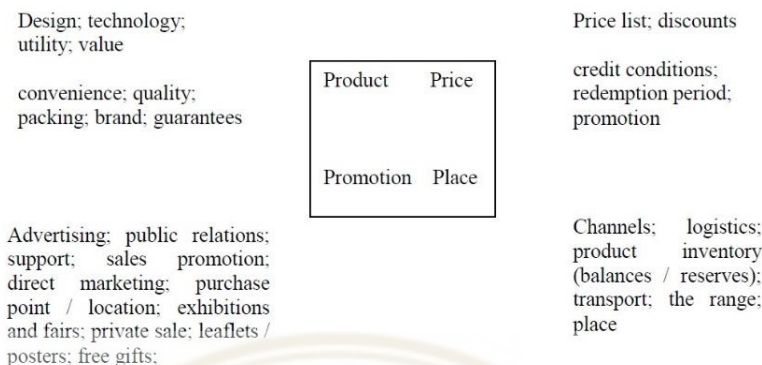 Design; technology;
utility; value
convenience; quality;
packing; brand; guarantees
Product Price
Promotion Place
Price list; discounts
credit conditions;
redemption period;
promotion
Advertising; public relations;
support; sales promotion;
direct marketing; purchase
point / location; exhibitions
and fairs; private sale; leaflets /
posters; free gifts;
Channels; logistics;
product inventory
(balances / reserves);
transport; the range;
place